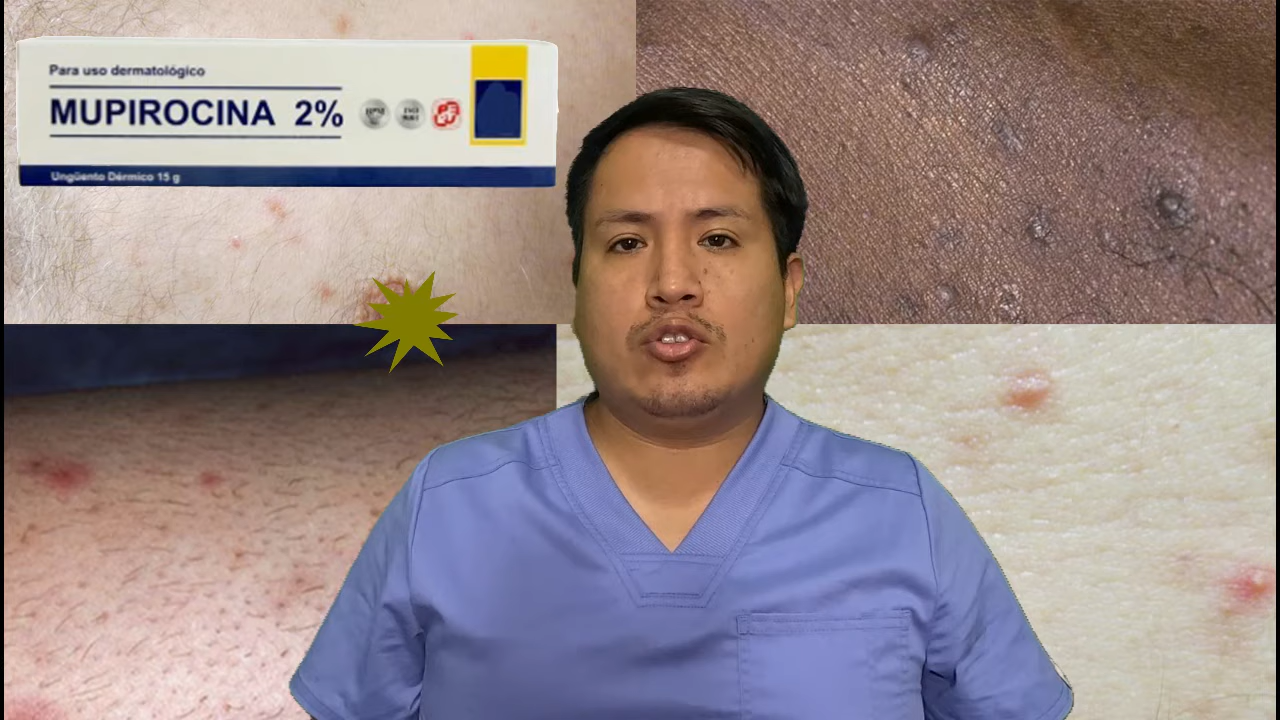 Para uso dermatológico
MUPIROCINA 2%
Ungüento Dérmico 15 g